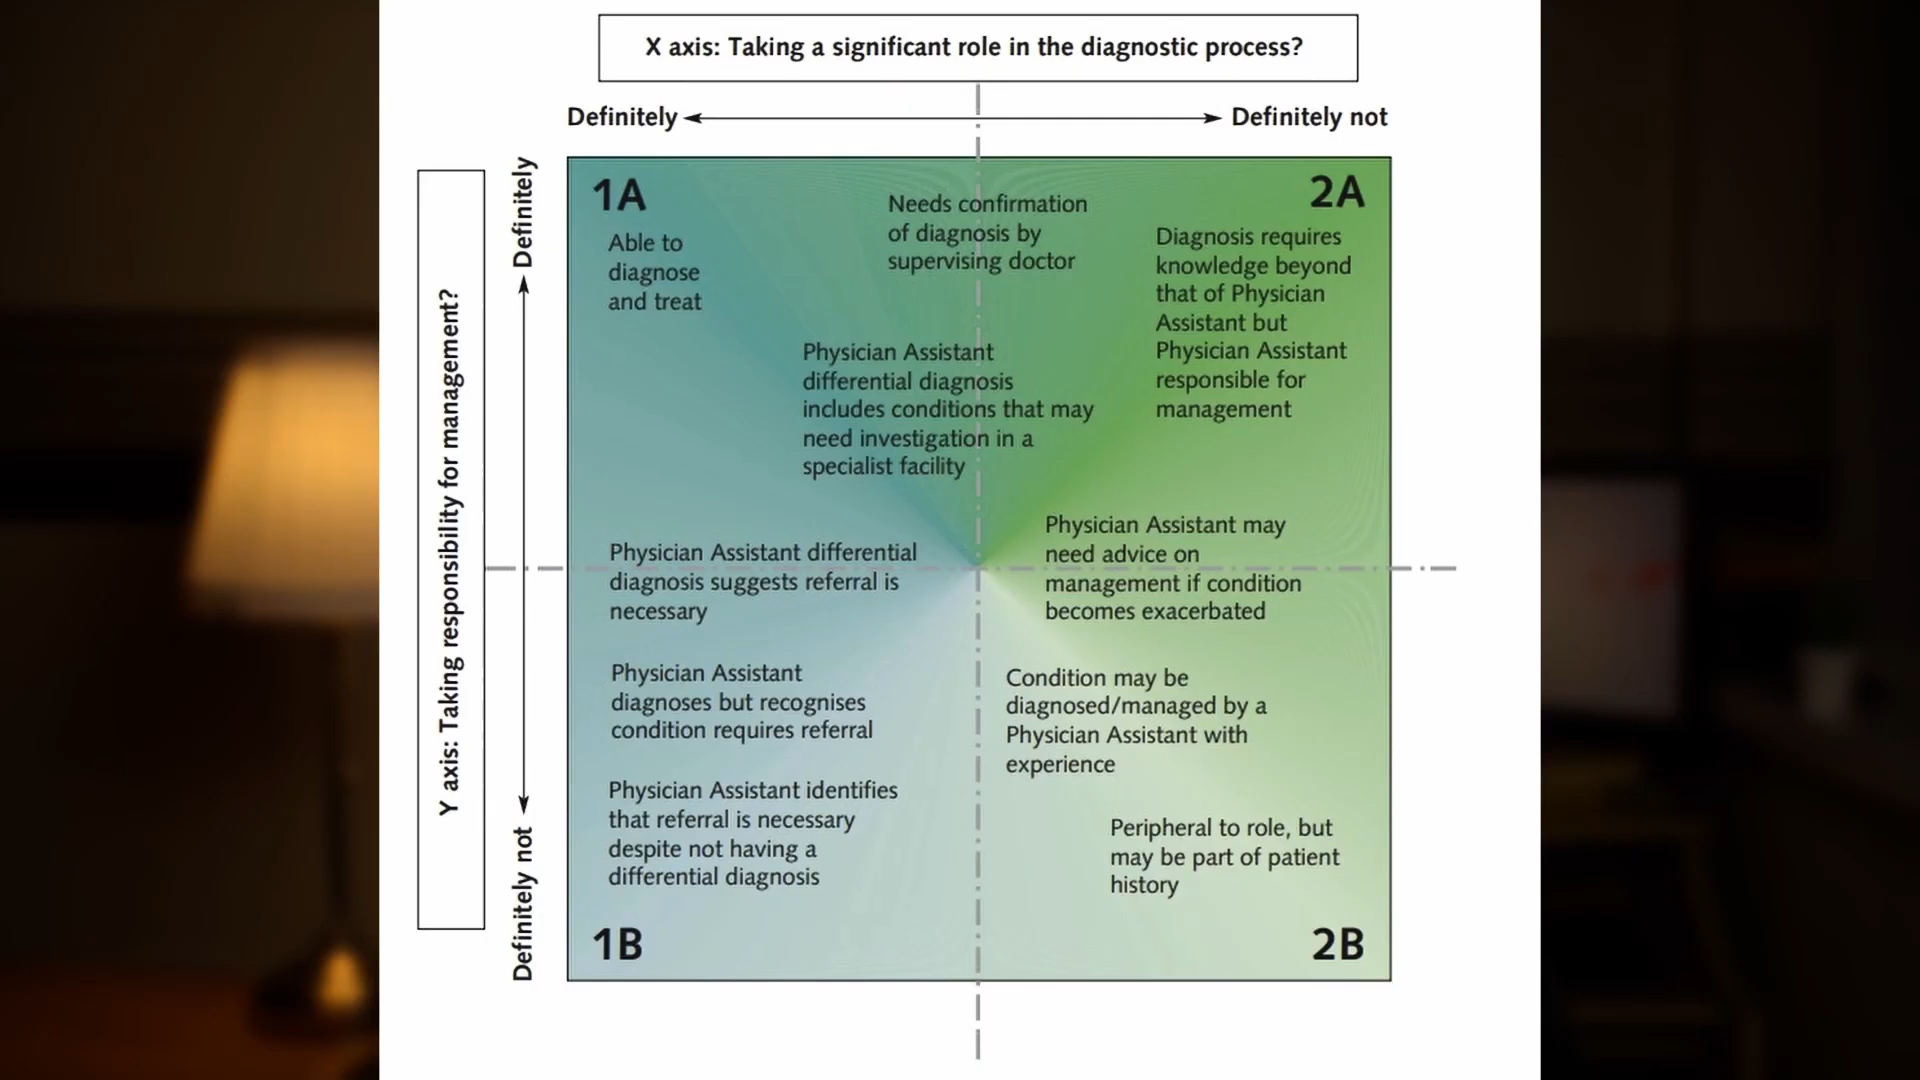 X axis: Taking a significant role in the diagnostic process?
Definitely
Definitely not
Y axis: Taking responsibility for management?
Definitely
Definitely not
1A
Able to
diagnose
and treat
Needs confirmation
of diagnosis by
supervising doctor
2A
Diagnosis requires
knowledge beyond
that of Physician
Assistant but
Physician Assistant
responsible for
management
Physician Assistant
differential diagnosis
includes conditions that may
need investigation in a
specialist facility
Physician Assistant differential
diagnosis suggests referral is
necessary
Physician Assistant may
need advice on
management if condition
becomes exacerbated
Physician Assistant
diagnoses but recognises
condition requires referral
Condition may be
diagnosed/managed by a
Physician Assistant with
experience
Physician Assistant identifies
that referral is necessary
despite not having a
differential diagnosis
Peripheral to role, but
may be part of patient
history
1B
2B